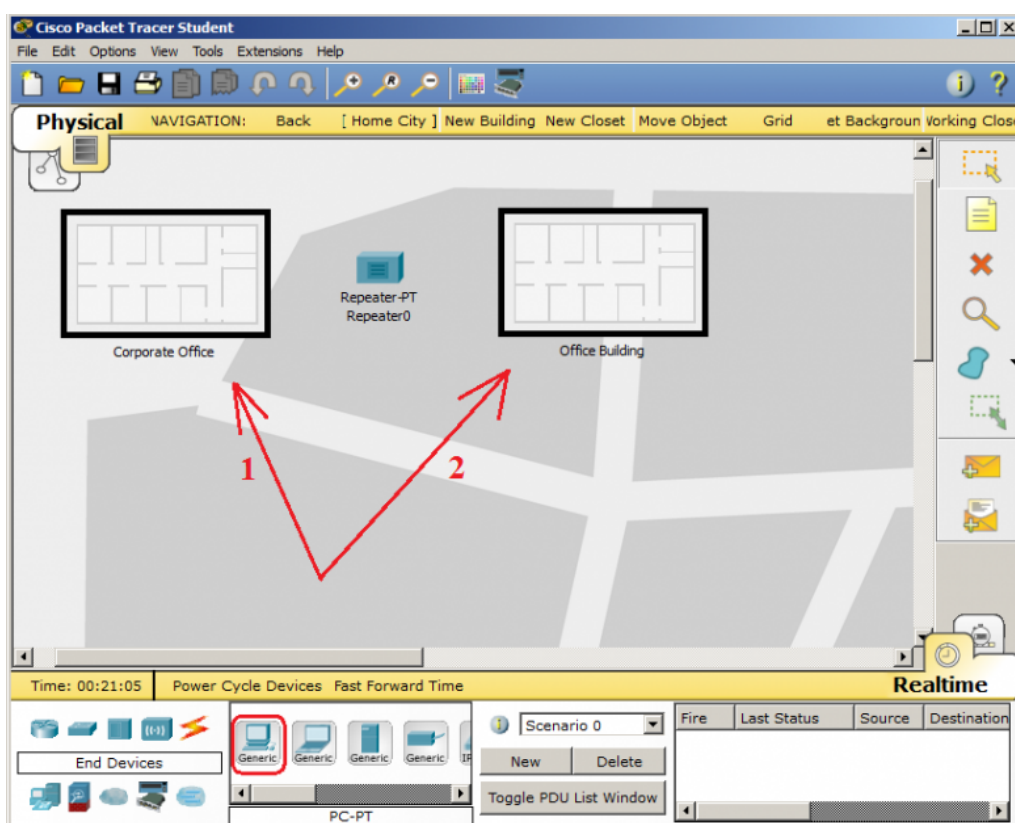 Cisco Packet Tracer Student
File Edit Options View Tools Extensions Help
Physical NAVIGATION: Back [ Home City ] New Building New Closet Move Object Grid et Backgroun Vorking Clos
Repeater-PT
Repeater0
Corporate Office
Office Building
1
2
Time: 00:21:05 Power Cycle Devices Fast Forward Time Realtime
Scenario 0
Fire Last Status Source Destination
End Devices
Generic Generic Generic Generic IP
New Delete
Toggle PDU List Window
PC-PT